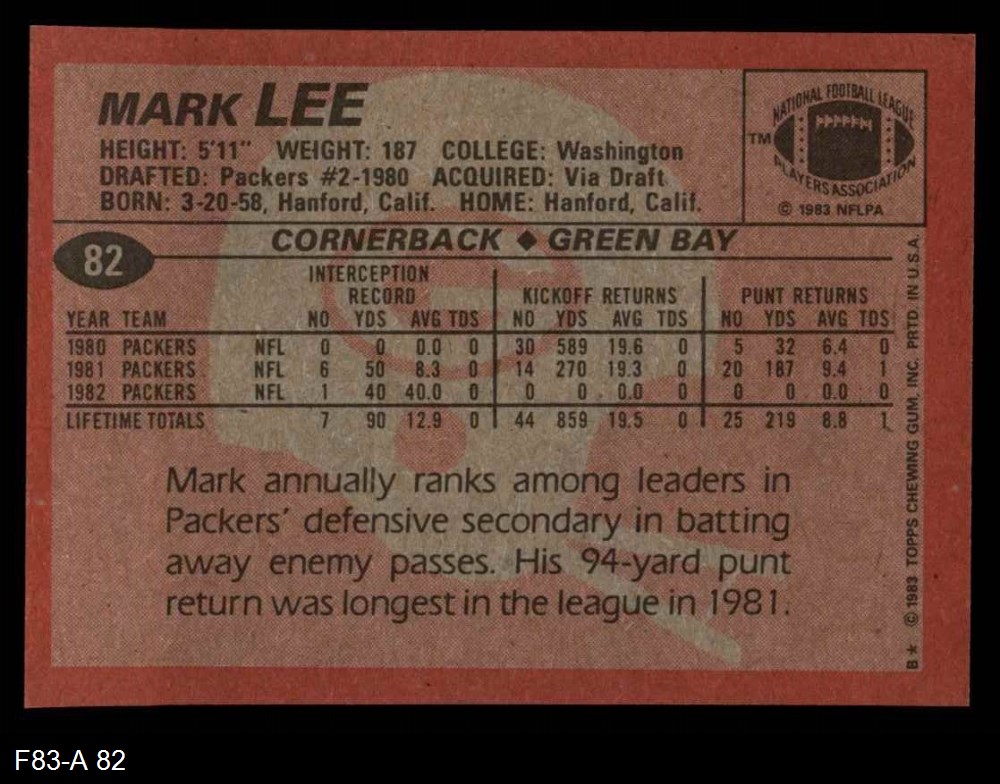 MARK LEE
HEIGHT: 5'11" WEIGHT: 187 COLLEGE: Washington
DRAFTED: Packers #2-1980 ACQUIRED: Via Draft
BORN: 3-20-58, Hanford, Calif. HOME: Hanford, Calif.
NATIONAL FOOTBALL LEAGUE
TM
PLAYERS ASSOCIATION
© 1983 NFLPA
82
CORNERBACK ◆ GREEN BAY
INTERCEPTION
RECORD KICKOFF RETURNS PUNT RETURNS
YEAR TEAM NO YDS AVG TDS NO YDS AVG TDS NO YDS AVG TDS
1980 PACKERS NFL 0 0 0.0 0 30 589 19.6 0 5 32 6.4 0
1981 PACKERS NFL 6 50 8.3 0 14 270 19.3 0 20 187 9.4 1
1982 PACKERS NFL 1 40 40.0 0 0 0 0.0 0 0 0 0.0 0
LIFETIME TOTALS 7 90 12.9 0 44 859 19.5 0 25 219 8.8 1
Mark annually ranks among leaders in
Packers' defensive secondary in batting
away enemy passes. His 94-yard punt
return was longest in the league in 1981.
B* © 1983 TOPPS CHEWING GUM, INC. PRTD. IN U.S.A.
F83-A 82